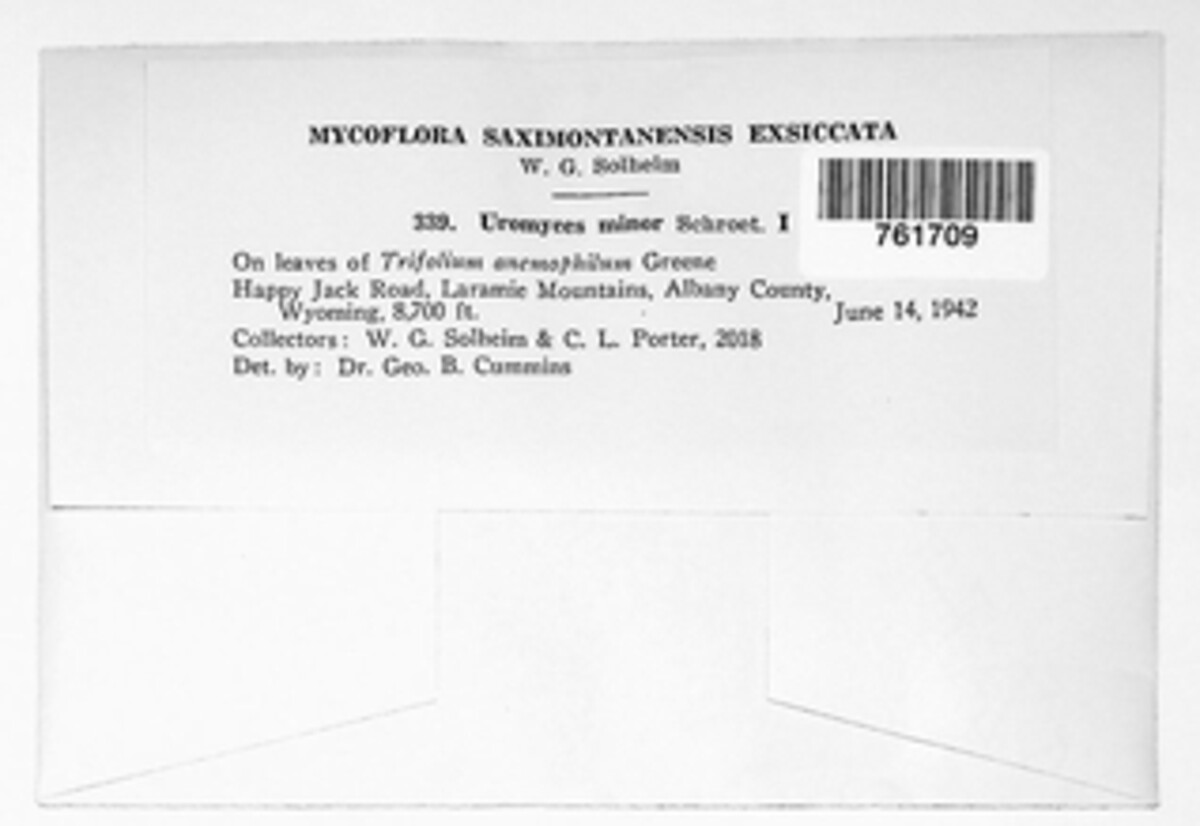 MYCOFLORA SAXIMONTANENSIS EXSICCATA
W. G. Solheim
339. Uromyces minor Schroet. I
761709
On leaves of Trifolium anemophilum Greene
Happy Jack Road, Laramie Mountains, Albany County,
Wyoming, 8,700 ft. June 14, 1942
Collectors: W. G. Solheim & C. L. Porter, 2018
Det. by: Dr. Geo. B. Cummins